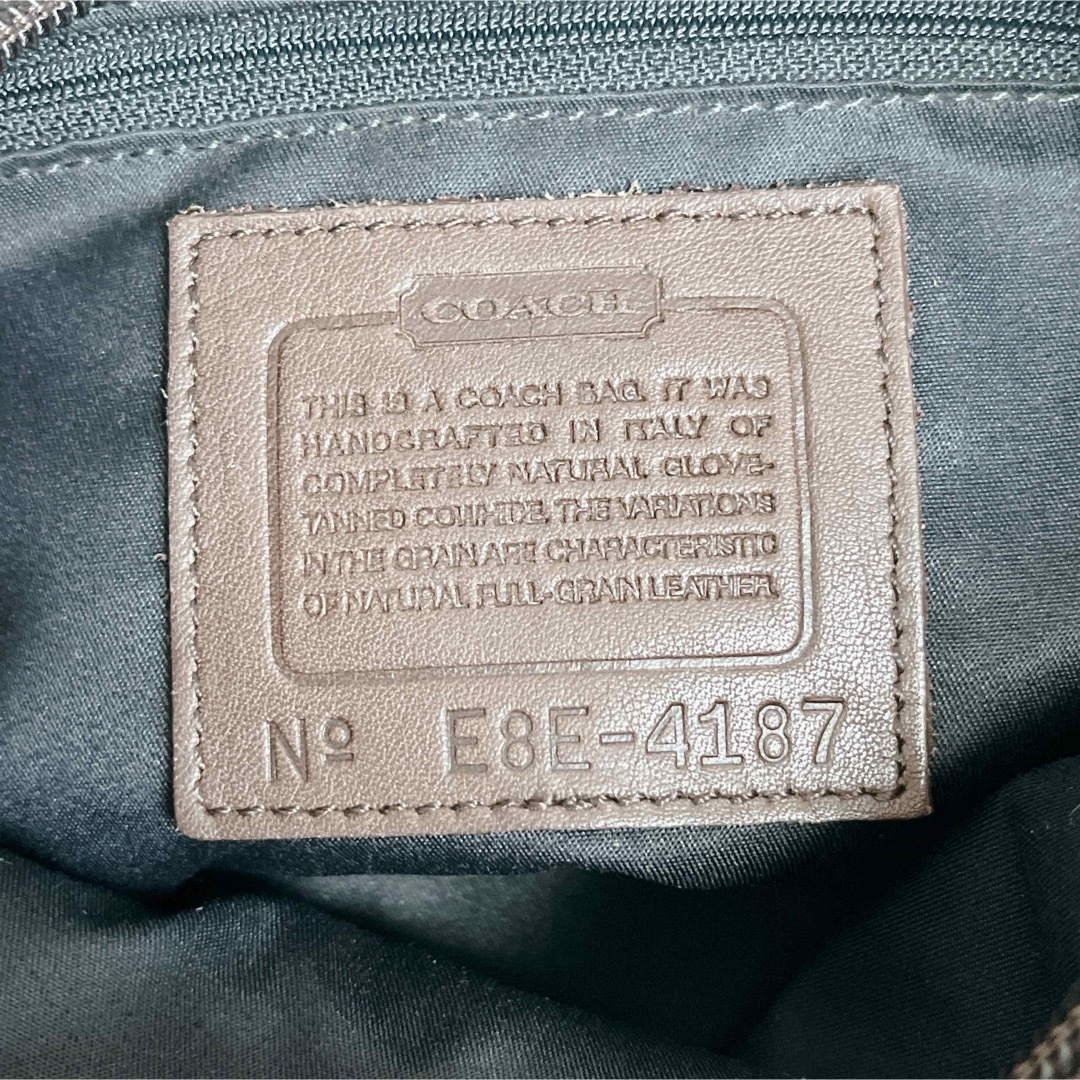 COACH
THIS IS A COACH BAG. IT WAS
HANDCRAFTED IN ITALY OF
COMPLETELY NATURAL GLOVE-
TANNED COWHIDE. THE VARIATIONS
IN THE GRAIN ARE CHARACTERISTIC
OF NATURAL FULL-GRAIN LEATHER.
Nº E8E-4187